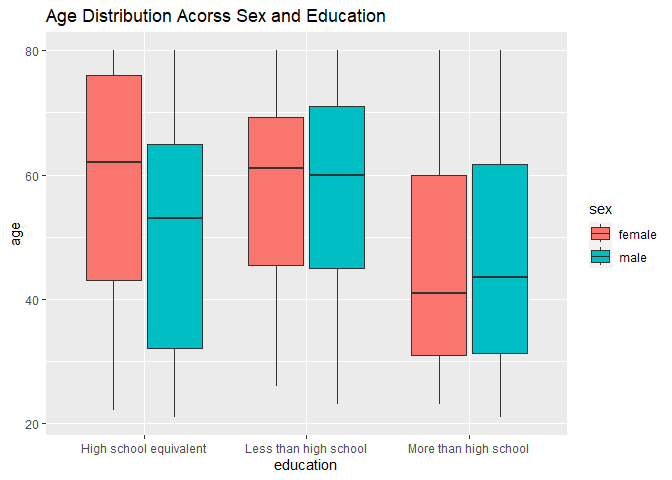 Age Distribution Acorss Sex and Education
80
60
40
20
age
High school equivalent
Less than high school
More than high school
education
sex
female
male